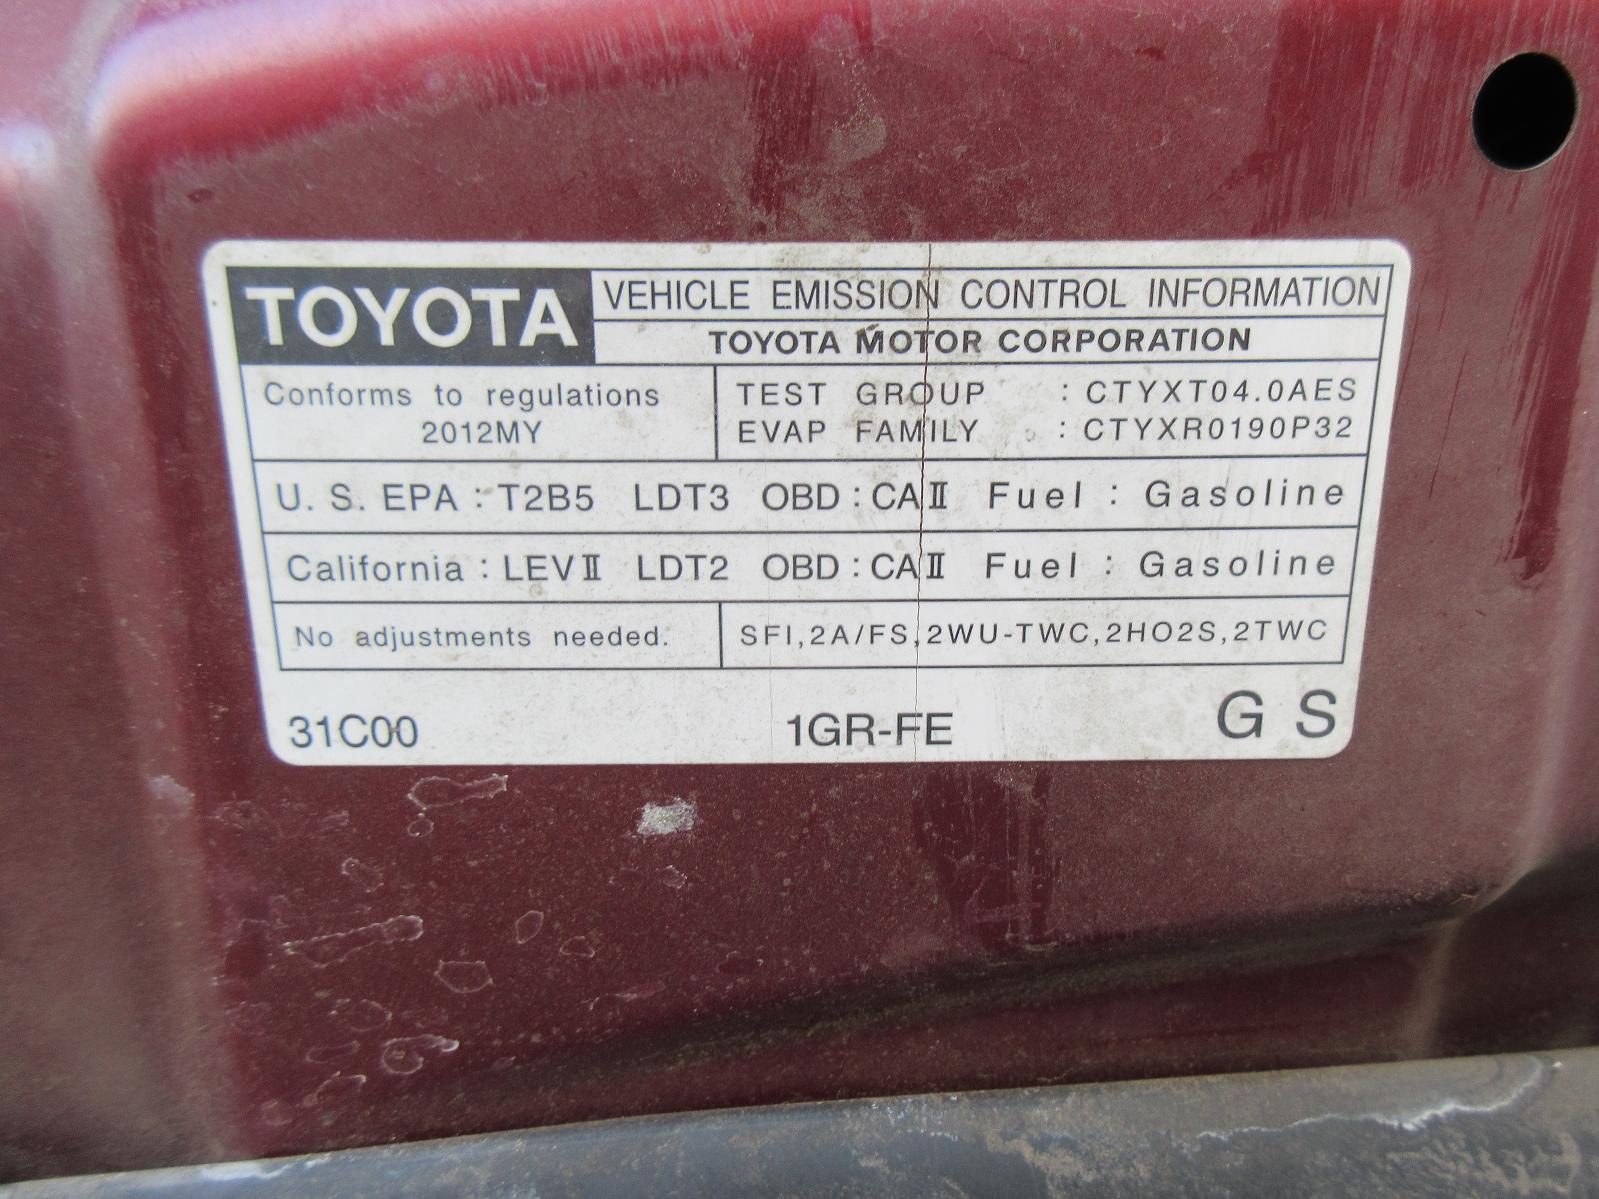 TOYOTA VEHICLE EMISSION CONTROL INFORMATION
TOYOTA MOTOR CORPORATION
Conforms to regulations
2012MY
TEST GROUP : CTYXT04.0AES
EVAP FAMILY : CTYXR0190P32
U. S. EPA : T2B5 LDT3 OBD : CAⅡ Fuel : Gasoline
California : LEVⅡ LDT2 OBD : CAⅡ Fuel : Gasoline
No adjustments needed. SFI,2A/FS,2WU-TWC,2HO2S,2TWC
31C00 1GR-FE G S